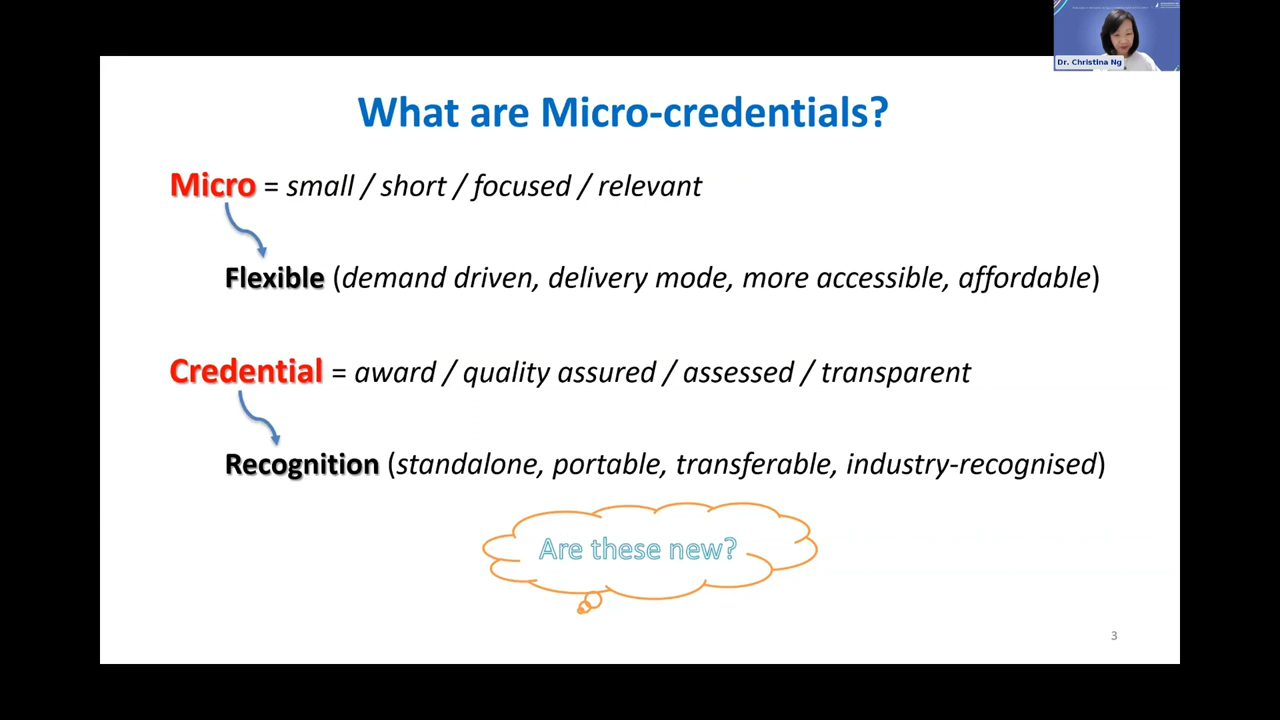 Dr. Christina Ng
What are Micro-credentials?
Micro = small / short / focused / relevant
Flexible (demand driven, delivery mode, more accessible, affordable)
Credential = award / quality assured / assessed / transparent
Recognition (standalone, portable, transferable, industry-recognised)
Are these new?
3